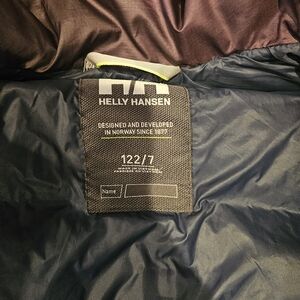 HH
HELLY HANSEN
DESIGNED AND DEVELOPED
IN NORWAY SINCE 1877
122/7
Name